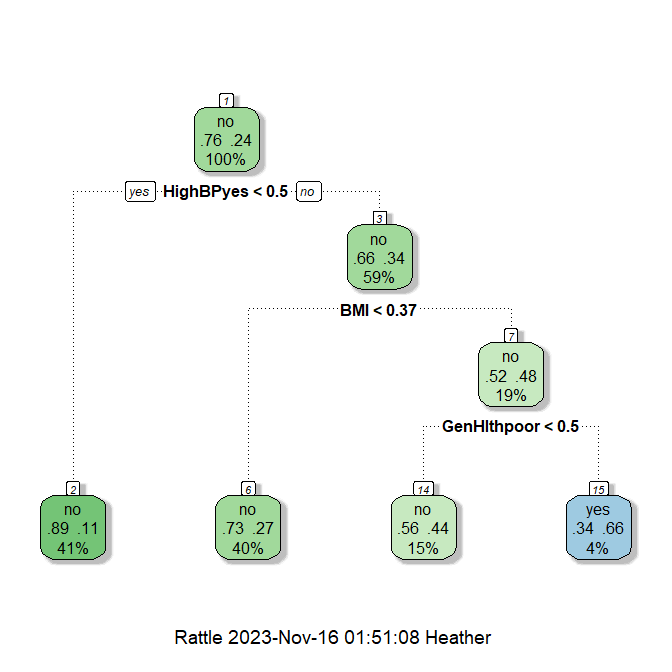 1
no
.76 .24
100%
yes HighBPyes < 0.5 no
3
no
.66 .34
59%
BMI < 0.37
7
no
.52 .48
19%
GenHlthpoor < 0.5
2
no
.89 .11
41%
6
no
.73 .27
40%
14
no
.56 .44
15%
15
yes
.34 .66
4%
Rattle 2023-Nov-16 01:51:08 Heather